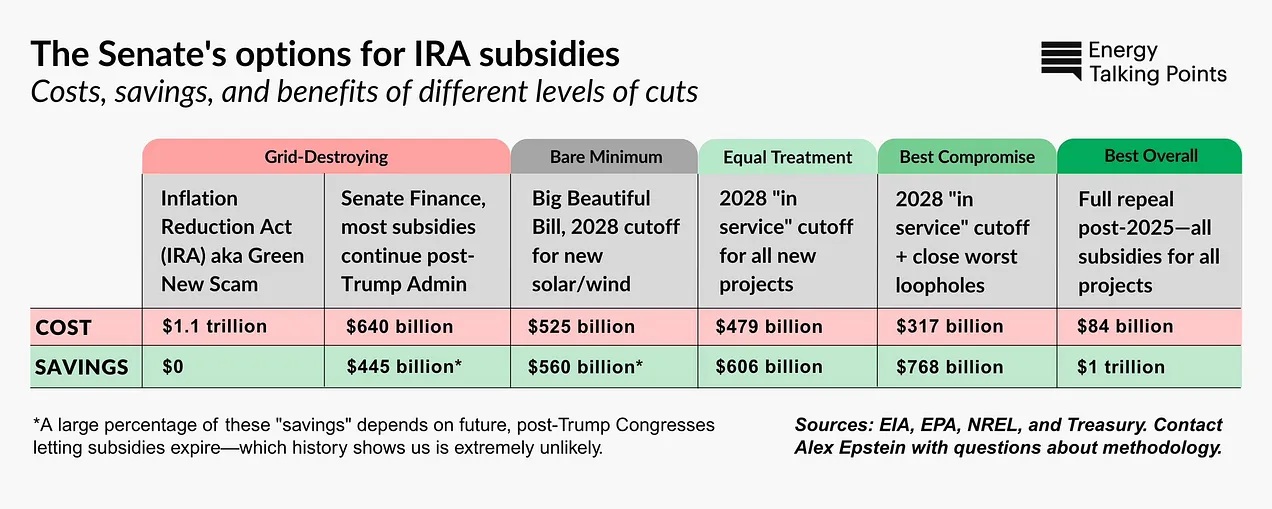 The Senate's options for IRA subsidies
Costs, savings, and benefits of different levels of cuts
Energy
Talking Points
Grid-Destroying
Bare Minimum
Equal Treatment
Best Compromise
Best Overall
Inflation
Reduction Act
(IRA) aka Green
New Scam
Senate Finance,
most subsidies
continue post-
Trump Admin
Big Beautiful
Bill, 2028 cutoff
for new
solar/wind
2028 "in
service" cutoff
for all new
projects
2028 "in
service" cutoff
+ close worst
loopholes
Full repeal
post-2025—all
subsidies for all
projects
COST $1.1 trillion $640 billion $525 billion $479 billion $317 billion $84 billion
SAVINGS $0 $445 billion* $560 billion* $606 billion $768 billion $1 trillion
*A large percentage of these "savings" depends on future, post-Trump Congresses
letting subsidies expire—which history shows us is extremely unlikely.
Sources: EIA, EPA, NREL, and Treasury. Contact
Alex Epstein with questions about methodology.